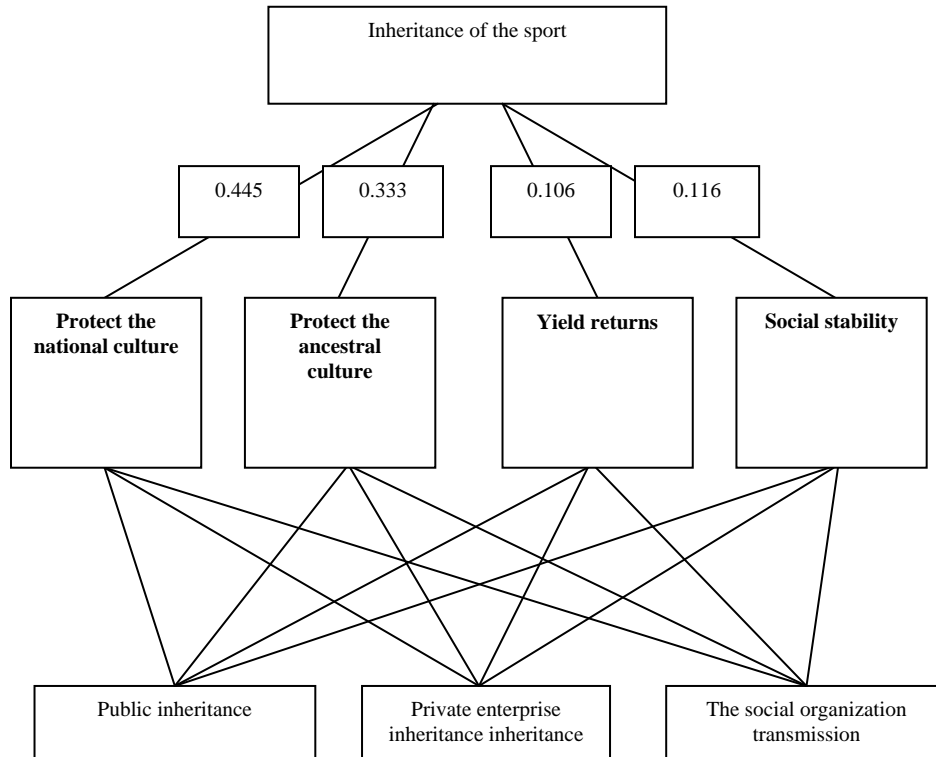 Inheritance of the sport
0.445
0.333
0.106
0.116
Protect the
national culture
Protect the
ancestral
culture
Yield returns
Social stability
Public inheritance
Private enterprise
inheritance inheritance
The social organization
transmission